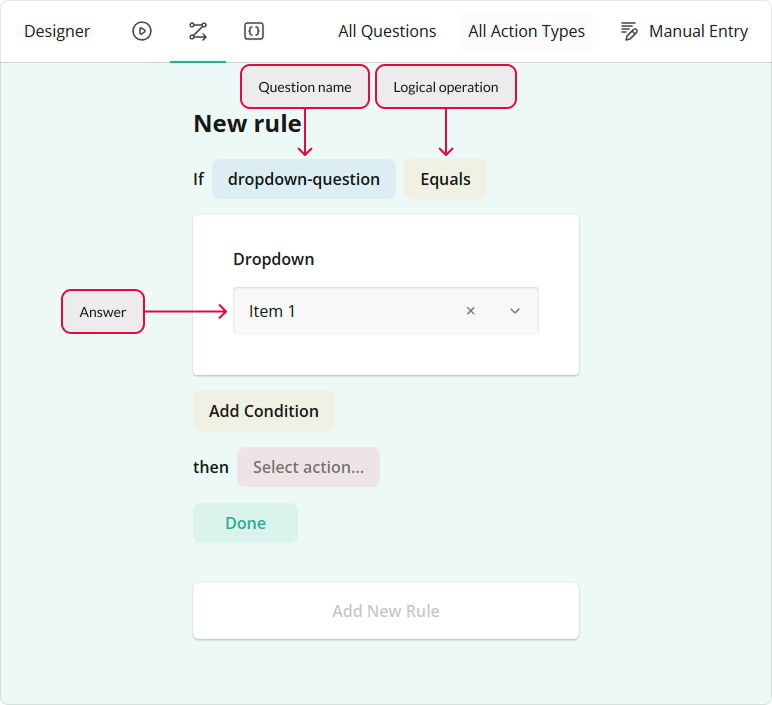 Designer All Questions All Action Types Manual Entry
Question name Logical operation
New rule
If dropdown-question Equals
Dropdown
Answer Item 1
Add Condition
then Select action...
Done
Add New Rule